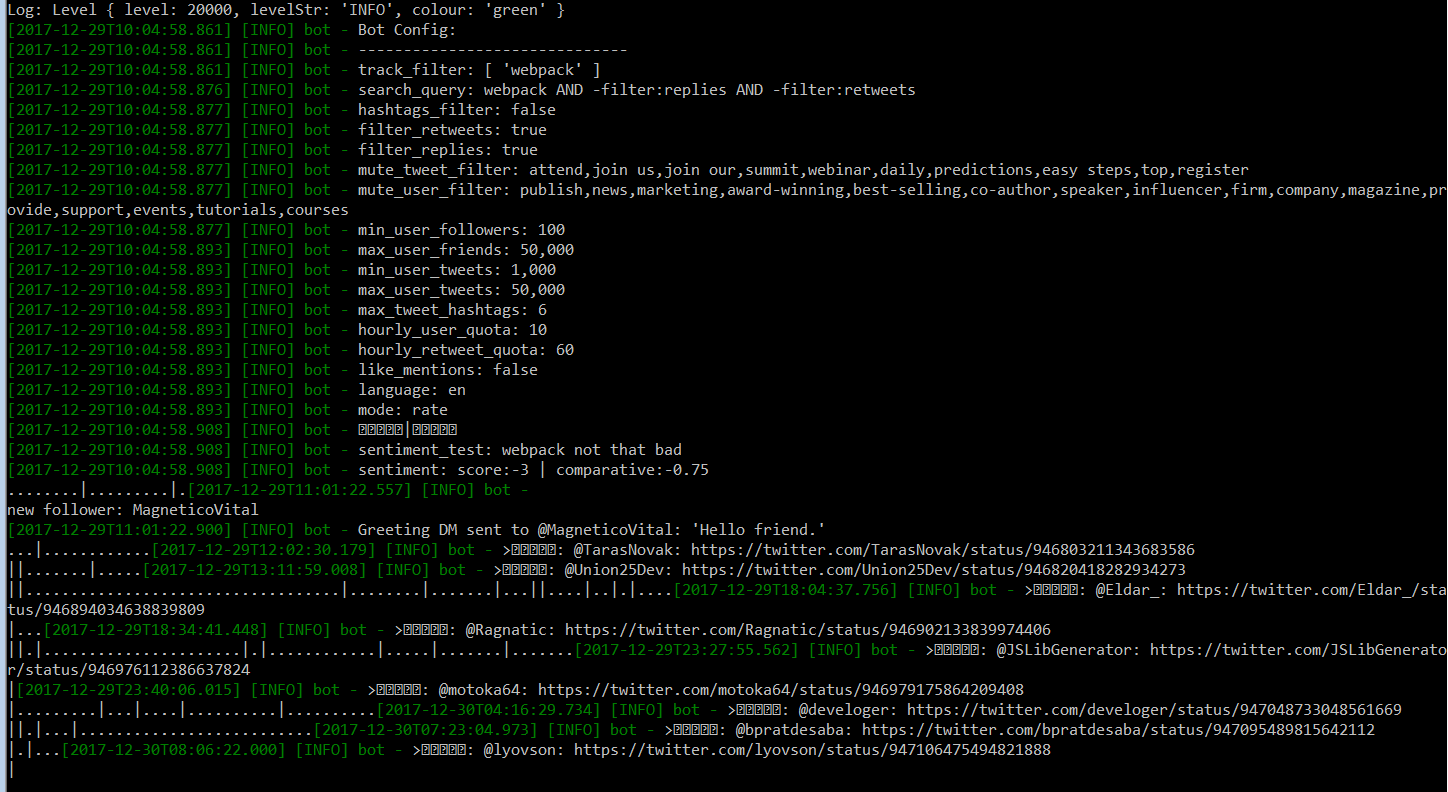 Log: Level { level: 20000, levelStr: 'INFO', colour: 'green' }
[2017-12-29T10:04:58.861] [INFO] bot - Bot Config:
[2017-12-29T10:04:58.861] [INFO] bot - ------------------------------
[2017-12-29T10:04:58.861] [INFO] bot - track_filter: [ 'webpack' ]
[2017-12-29T10:04:58.876] [INFO] bot - search_query: webpack AND -filter:replies AND -filter:retweets
[2017-12-29T10:04:58.877] [INFO] bot - hashtags_filter: false
[2017-12-29T10:04:58.877] [INFO] bot - filter_retweets: true
[2017-12-29T10:04:58.877] [INFO] bot - filter_replies: true
[2017-12-29T10:04:58.877] [INFO] bot - mute_tweet_filter: attend,join us,join our,summit,webinar,daily,predictions,easy steps,top,register
[2017-12-29T10:04:58.877] [INFO] bot - mute_user_filter: publish,news,marketing,award-winning,best-selling,co-author,speaker,influencer,firm,company,magazine,pr
ovide,support,events,tutorials,courses
[2017-12-29T10:04:58.877] [INFO] bot - min_user_followers: 100
[2017-12-29T10:04:58.893] [INFO] bot - max_user_friends: 50,000
[2017-12-29T10:04:58.893] [INFO] bot - min_user_tweets: 1,000
[2017-12-29T10:04:58.893] [INFO] bot - max_user_tweets: 50,000
[2017-12-29T10:04:58.893] [INFO] bot - max_tweet_hashtags: 6
[2017-12-29T10:04:58.893] [INFO] bot - hourly_user_quota: 10
[2017-12-29T10:04:58.893] [INFO] bot - hourly_retweet_quota: 60
[2017-12-29T10:04:58.893] [INFO] bot - like_mentions: false
[2017-12-29T10:04:58.893] [INFO] bot - language: en
[2017-12-29T10:04:58.893] [INFO] bot - mode: rate
[2017-12-29T10:04:58.908] [INFO] bot - �����|�����
[2017-12-29T10:04:58.908] [INFO] bot - sentiment_test: webpack not that bad
[2017-12-29T10:04:58.908] [INFO] bot - sentiment: score:-3 | comparative:-0.75
........|.........|.[2017-12-29T11:01:22.557] [INFO] bot -
new follower: MagneticoVital
[2017-12-29T11:01:22.900] [INFO] bot - Greeting DM sent to @MagneticoVital: 'Hello friend.'
...|............[2017-12-29T12:02:30.179] [INFO] bot - >�����: @TarasNovak: https://twitter.com/TarasNovak/status/946803211343683586
||.......|.....[2017-12-29T13:11:59.008] [INFO] bot - >�����: @Union25Dev: https://twitter.com/Union25Dev/status/946820418282934273
||...................................|........|.......|...||....|..|.|....[2017-12-29T18:04:37.756] [INFO] bot - >�����: @Eldar_: https://twitter.com/Eldar_/sta
tus/946894034638839809
|...[2017-12-29T18:34:41.448] [INFO] bot - >�����: @Ragnatic: https://twitter.com/Ragnatic/status/946902133839974406
||.|......................|.|............|.....|.......|.......[2017-12-29T23:27:55.562] [INFO] bot - >�����: @JSLibGenerator: https://twitter.com/JSLibGenerato
r/status/946976112386637824
|[2017-12-29T23:40:06.015] [INFO] bot - >�����: @motoka64: https://twitter.com/motoka64/status/946979175864209408
|.........|...|....|..........|..........[2017-12-30T04:16:29.734] [INFO] bot - >�����: @developer: https://twitter.com/developer/status/947048733048561669
||.|...|..........................[2017-12-30T07:23:04.973] [INFO] bot - >�����: @bpratdesaba: https://twitter.com/bpratdesaba/status/947095489815642112
|.|...[2017-12-30T08:06:22.000] [INFO] bot - >�����: @lyovson: https://twitter.com/lyovson/status/947106475494821888
|